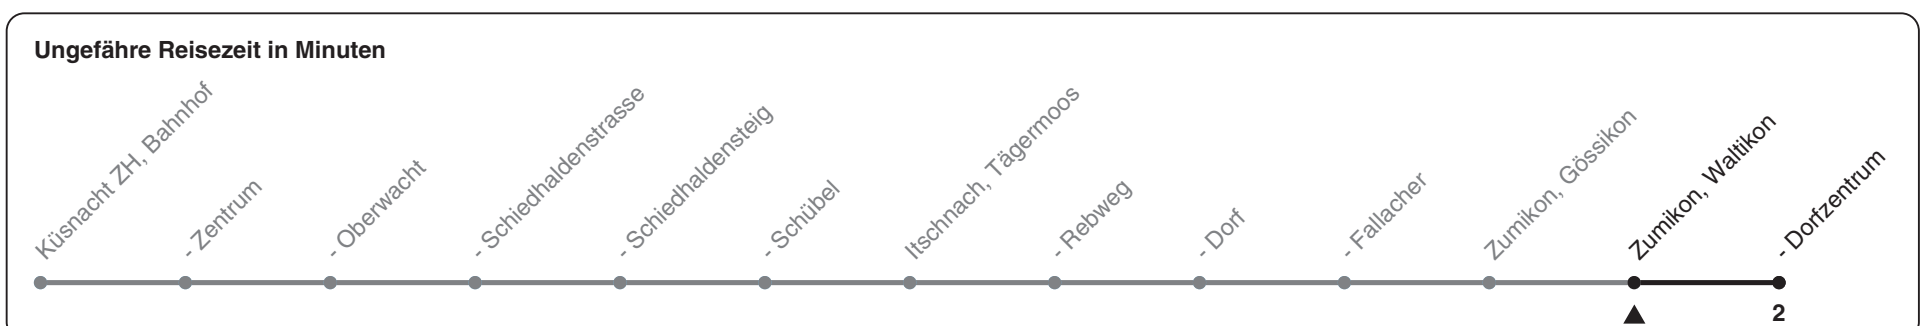 Ungefähre Reisezeit in Minuten
Küsnacht ZH, Bahnhof
- Zentrum
- Oberwacht
- Schiedhaldenstrasse
- Schiedhaldensteig
- Schübel
Itschnach, Tägermoos
- Rebweg
- Dorf
- Fallacher
Zumikon, Gössikon
Zumikon, Waltikon
- Dorfzentrum
2